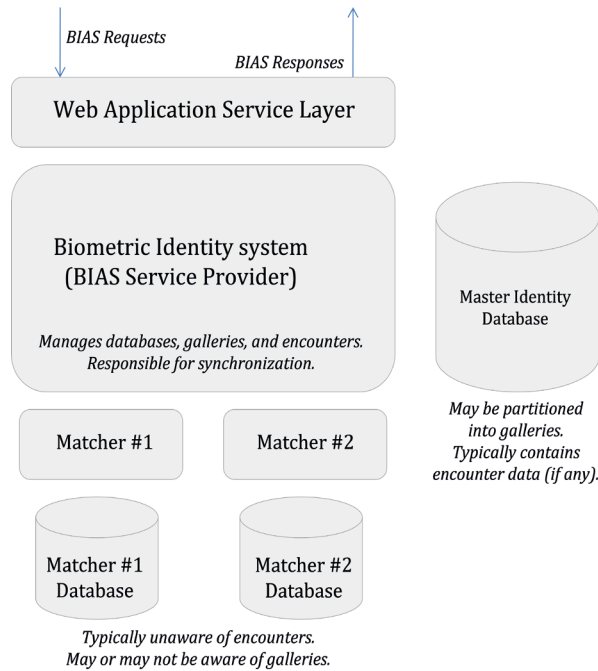 BIAS Requests
BIAS Responses
Web Application Service Layer
Biometric Identity system
(BIAS Service Provider)
Manages databases, galleries, and encounters.
Responsible for synchronization.
Master Identity
Database
May be partitioned
into galleries.
Typically contains
encounter data (if any).
Matcher #1
Matcher #2
Matcher #1
Database
Matcher #2
Database
Typically unaware of encounters.
May or may not be aware of galleries.